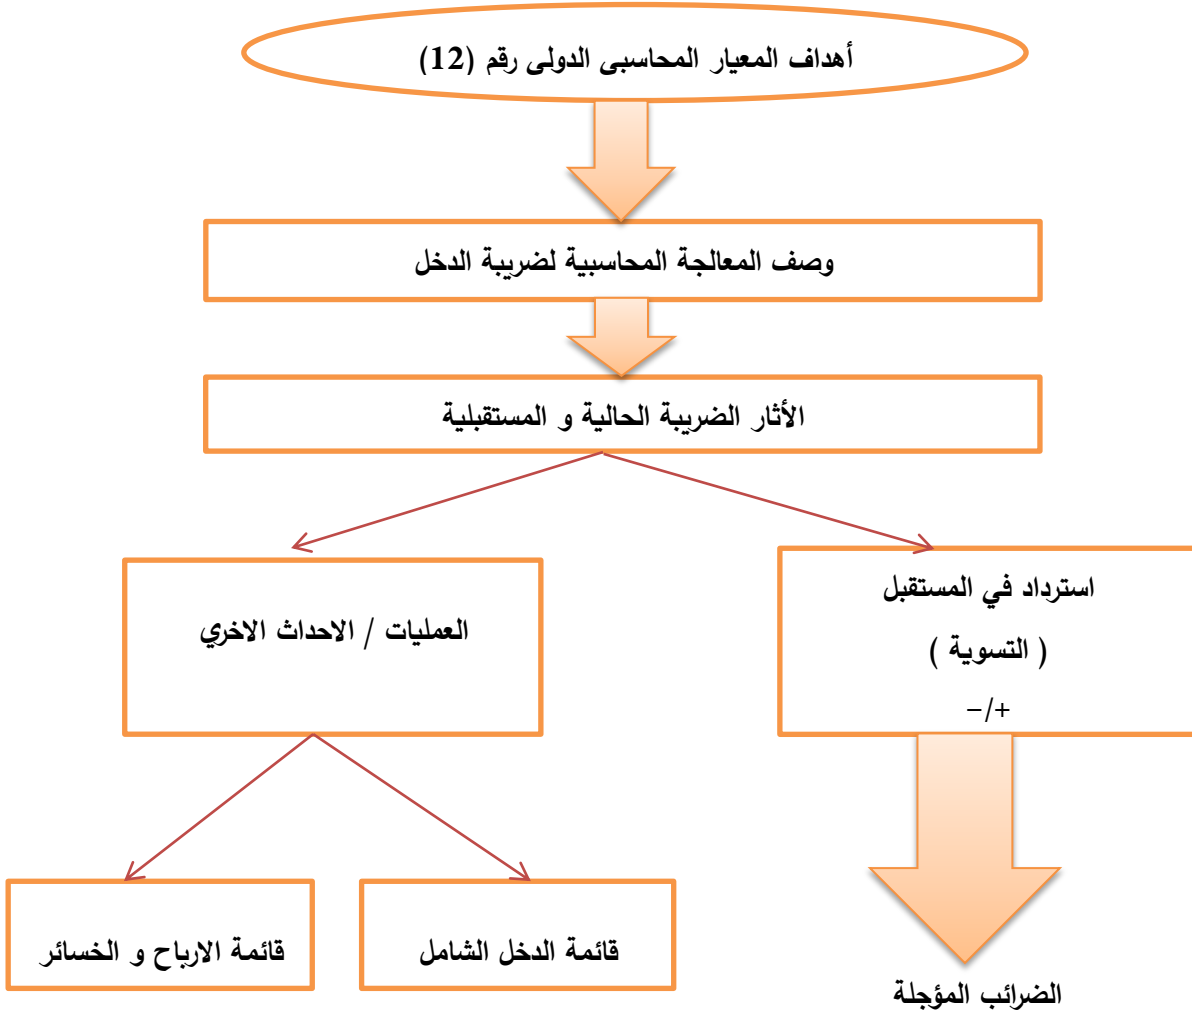 أهداف المعيار المحاسبى الدولى رقم (12)
وصف المعالجة المحاسبية لضريبة الدخل
الأثار الضريبة الحالية و المستقبلية
استرداد في المستقبل
( التسوية )
+/−
العمليات / الاحداث الاخري
قائمة الدخل الشامل
قائمة الارباح و الخسائر
الضرائب المؤجلة